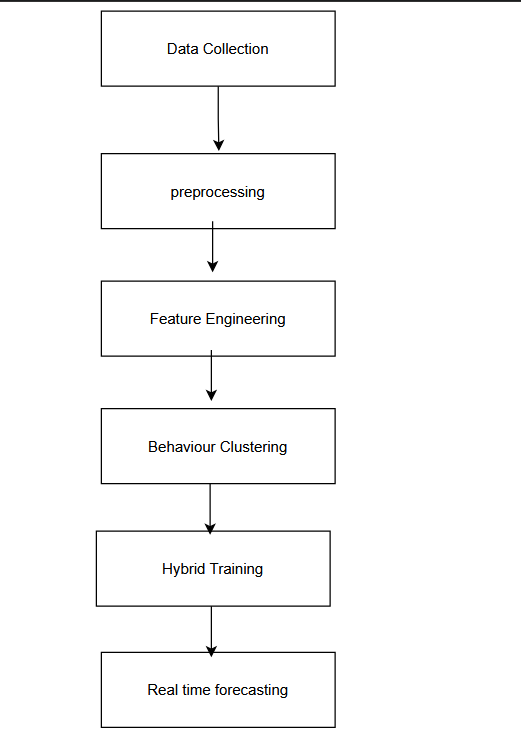 Data Collection
preprocessing
Feature Engineering
Behaviour Clustering
Hybrid Training
Real time forecasting